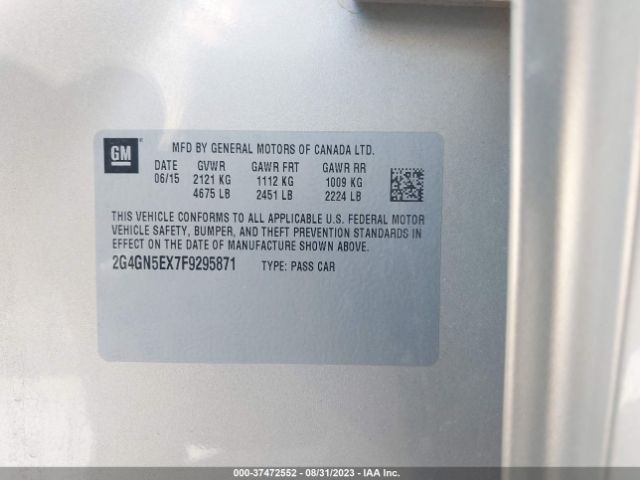 GM
MFD BY GENERAL MOTORS OF CANADA LTD.
DATE GVWR GAWR FRT GAWR RR
06/15 2121 KG 1112 KG 1009 KG
4675 LB 2451 LB 2224 LB
THIS VEHICLE CONFORMS TO ALL APPLICABLE U.S. FEDERAL MOTOR
VEHICLE SAFETY, BUMPER, AND THEFT PREVENTION STANDARDS IN
EFFECT ON THE DATE OF MANUFACTURE SHOWN ABOVE.
2G4GN5EX7F9295871 TYPE: PASS CAR
000-37472552 - 08/31/2023 - IAA Inc.